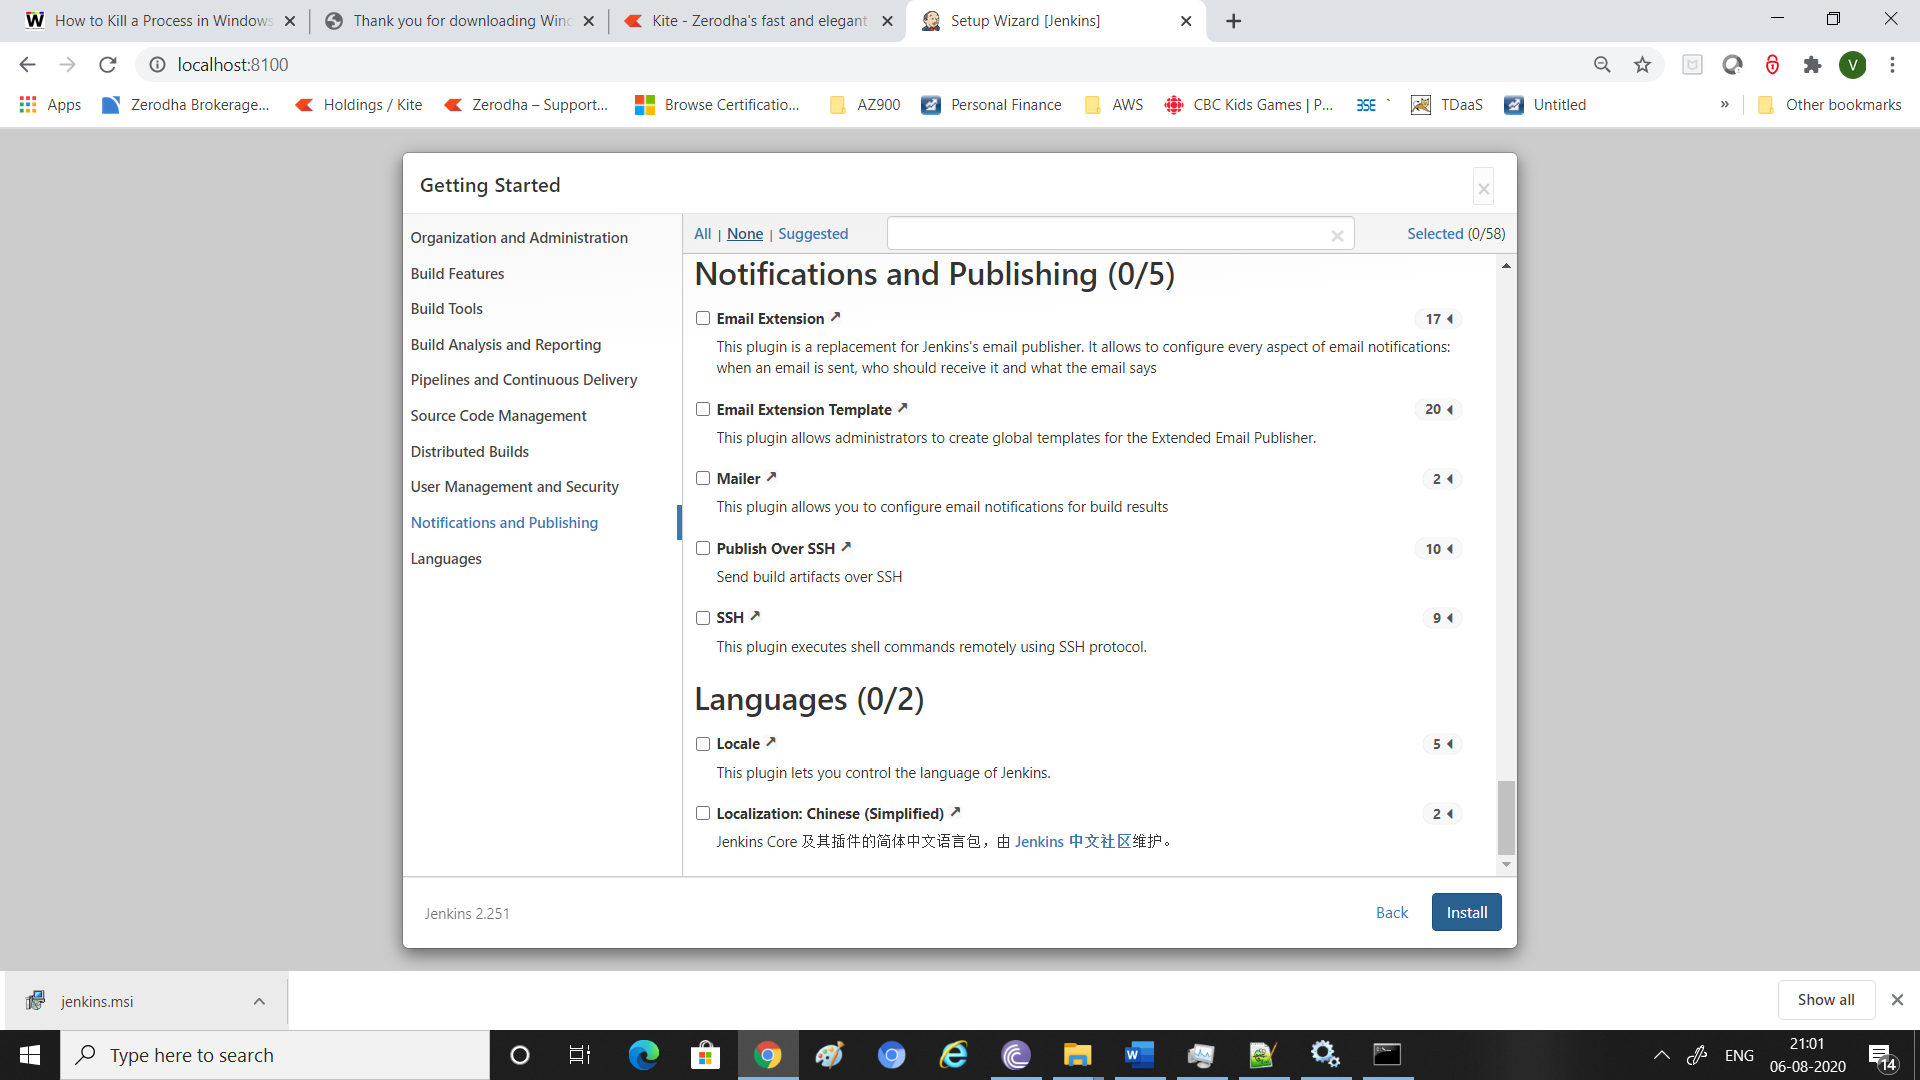 How to Kill a Process in Windows
Thank you for downloading Wind
Kite - Zerodha's fast and elegant
Setup Wizard [Jenkins]
localhost:8100
V
Apps
Zerodha Brokerage...
Holdings / Kite
Zerodha – Support...
Browse Certificatio...
AZ900
Personal Finance
AWS
CBC Kids Games | P...
BSE `
TDaaS
Untitled
»
Other bookmarks
Getting Started
Organization and Administration
Build Features
Build Tools
Build Analysis and Reporting
Pipelines and Continuous Delivery
Source Code Management
Distributed Builds
User Management and Security
Notifications and Publishing
Languages
All | None | Suggested
Selected (0/58)
Notifications and Publishing (0/5)
Email Extension
17
This plugin is a replacement for Jenkins's email publisher. It allows to configure every aspect of email notifications:
when an email is sent, who should receive it and what the email says
Email Extension Template
20
This plugin allows administrators to create global templates for the Extended Email Publisher.
Mailer
2
This plugin allows you to configure email notifications for build results
Publish Over SSH
10
Send build artifacts over SSH
SSH
9
This plugin executes shell commands remotely using SSH protocol.
Languages (0/2)
Locale
5
This plugin lets you control the language of Jenkins.
Localization: Chinese (Simplified)
2
Jenkins Core 及其插件的简体中文语言包，由 Jenkins 中文社区维护。
Jenkins 2.251
Back
Install
jenkins.msi
Show all
Type here to search
ENG
21:01
06-08-2020
14